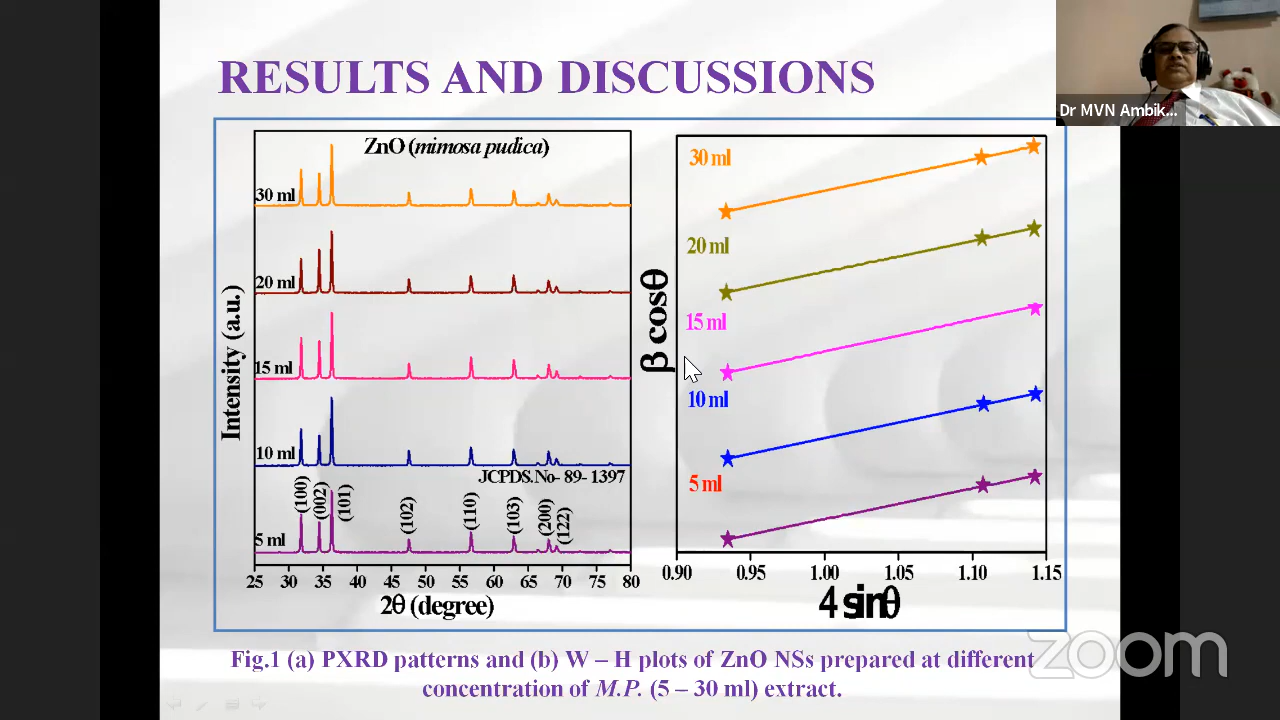 RESULTS AND DISCUSSIONS
Dr MVN Ambik...
ZnO (mimosa pudica)
30 ml
20 ml
15 ml
10 ml
JCPDS.No- 89- 1397
5 ml
(100)
(002)
(101)
(102)
(110)
(103)
(200)
(122)
Intensity (a.u.)
25 30 35 40 45 50 55 60 65 70 75 80
2θ (degree)
30 ml
20 ml
15 ml
10 ml
5 ml
β cosθ
0.90 0.95 1.00 1.05 1.10 1.15
4 sinθ
Fig.1 (a) PXRD patterns and (b) W – H plots of ZnO NSs prepared at different
concentration of M.P. (5 – 30 ml) extract.
zoom